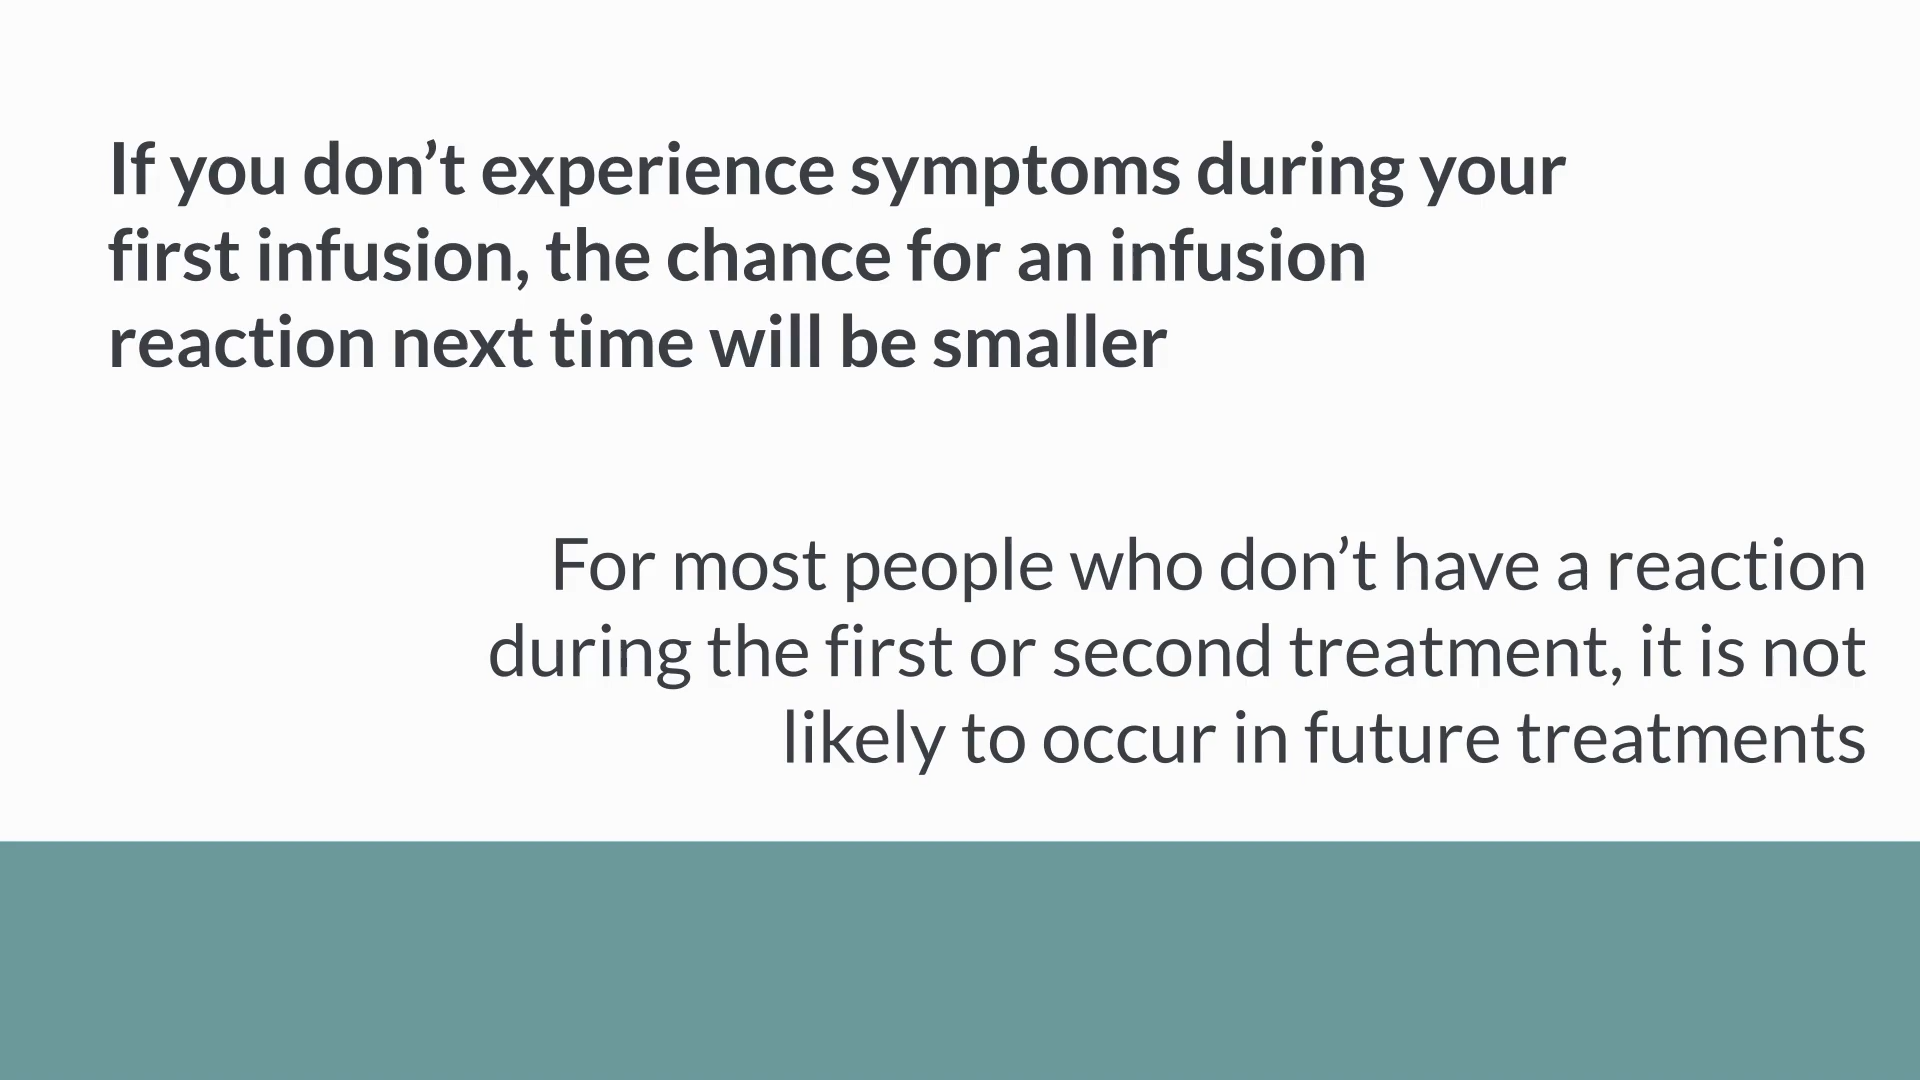 If you don’t experience symptoms during your
first infusion, the chance for an infusion
reaction next time will be smaller
For most people who don’t have a reaction
during the first or second treatment, it is not
likely to occur in future treatments